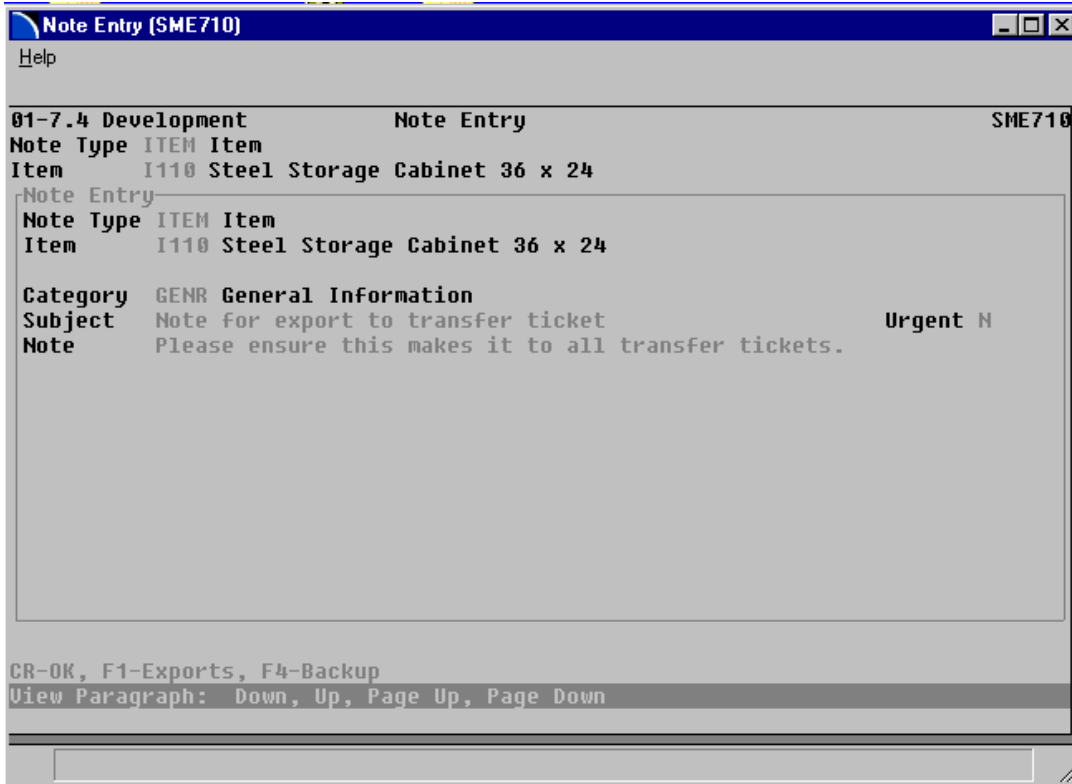 Note Entry (SME710)
Help
01-7.4 Development Note Entry SME710
Note Type ITEM Item
Item I110 Steel Storage Cabinet 36 x 24
Note Entry
Note Type ITEM Item
Item I110 Steel Storage Cabinet 36 x 24
Category GENR General Information
Subject Note for export to transfer ticket Urgent N
Note Please ensure this makes it to all transfer tickets.
CR-OK, F1-Exports, F4-Backup
View Paragraph: Down, Up, Page Up, Page Down